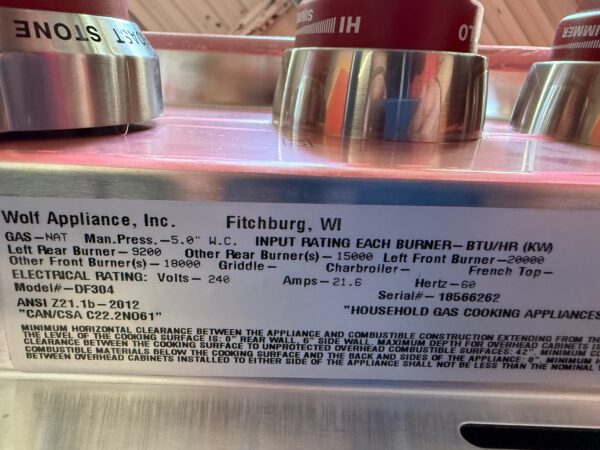 BAKE STONE
SIMMER HI LO
SIMMER
Wolf Appliance, Inc. Fitchburg, WI
GAS-NAT Man.Press.-5.0" W.C. INPUT RATING EACH BURNER-BTU/HR (KW)
Left Rear Burner- 9200 Other Rear Burner(s)- 15000 Left Front Burner-20000
Other Front Burner(s)- 18000 Griddle- Charbroiler- French Top-
ELECTRICAL RATING: Volts- 240 Amps-21.6 Hertz-60
Model#-DF304 Serial#- 18566262
ANSI Z21.1b-2012
"CAN/CSA C22.2NO61" "HOUSEHOLD GAS COOKING APPLIANCES
MINIMUM HORIZONTAL CLEARANCE BETWEEN THE APPLIANCE AND COMBUSTIBLE CONSTRUCTION EXTENDING FROM TH
THE LEVEL OF THE COOKING SURFACE IS: 0" REAR WALL, 6" SIDE WALL. MAXIMUM DEPTH FOR OVERHEAD CABINETS IS
CLEARANCE BETWEEN THE COOKING SURFACE TO UNPROTECTED OVERHEAD COMBUSTIBLE SURFACES: 42". MINIMUM CL
COMBUSTIBLE MATERIALS BELOW THE COOKING SURFACE AND THE BACK AND SIDES OF THE APPLIANCE: 0". MINIMUM H
BETWEEN OVERHEAD CABINETS INSTALLED TO EITHER SIDE OF THE APPLIANCE SHALL NOT BE LESS THAN THE NOMINAL